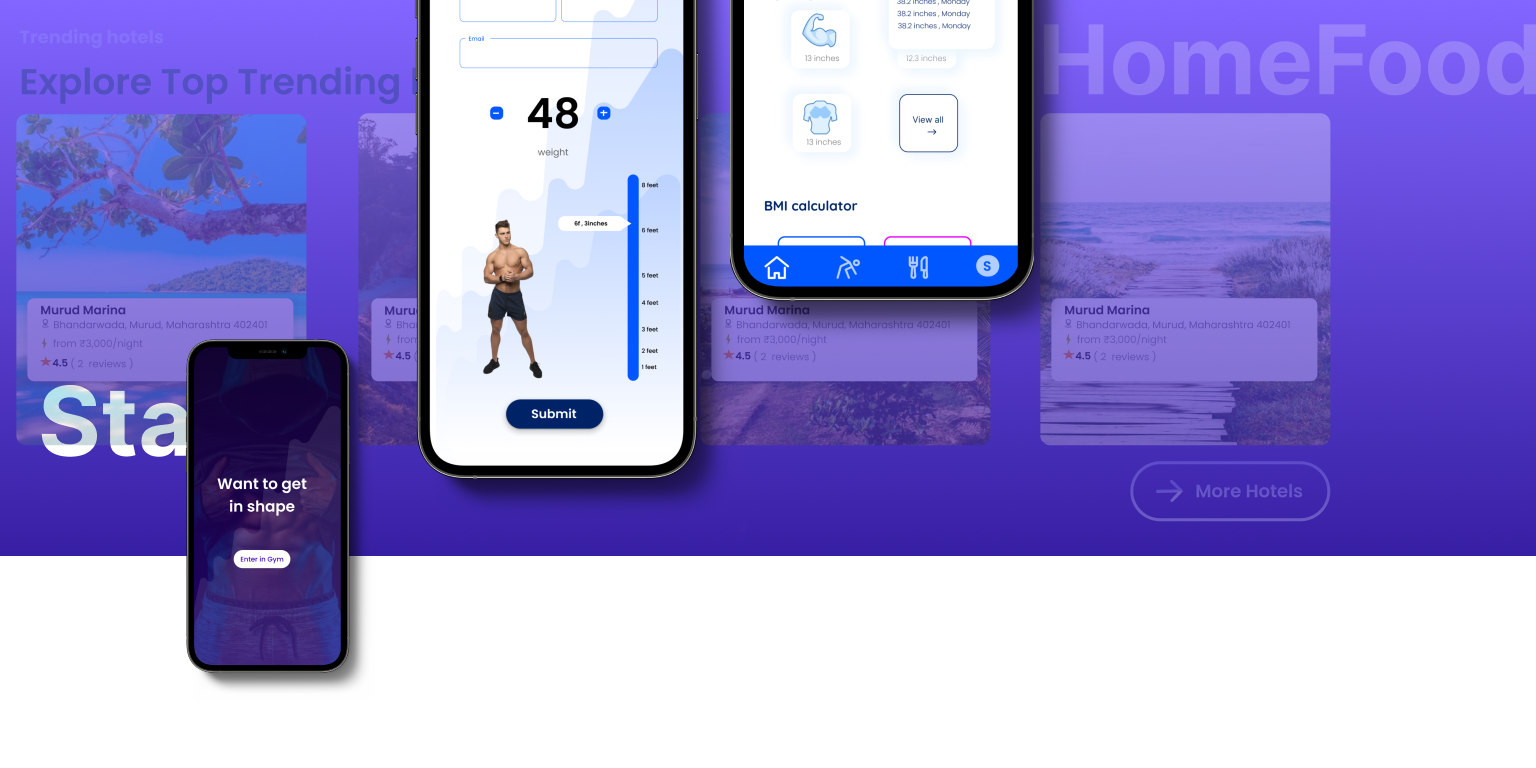 Trending hotels
Explore Top Trending
HomeFood
Murud Marina
Bhandarwada, Murud, Maharashtra 402401
from ₹3,000/night
4.5 ( 2 reviews )
Muru
Bha
from
4.5 (
Murud Marina
Bhandarwada, Murud, Maharashtra 402401
from ₹3,000/night
4.5 ( 2 reviews )
Murud Marina
Bhandarwada, Murud, Maharashtra 402401
from ₹3,000/night
4.5 ( 2 reviews )
More Hotels
Sta
Want to get
in shape
Enter in Gym
Email
48
weight
8 feet
6f , 3inches
6 feet
5 feet
4 feet
3 feet
2 feet
1 feet
Submit
38.2 inches , Monday
38.2 inches , Monday
38.2 inches , Monday
13 inches
12.3 inches
13 inches
View all
BMI calculator
S